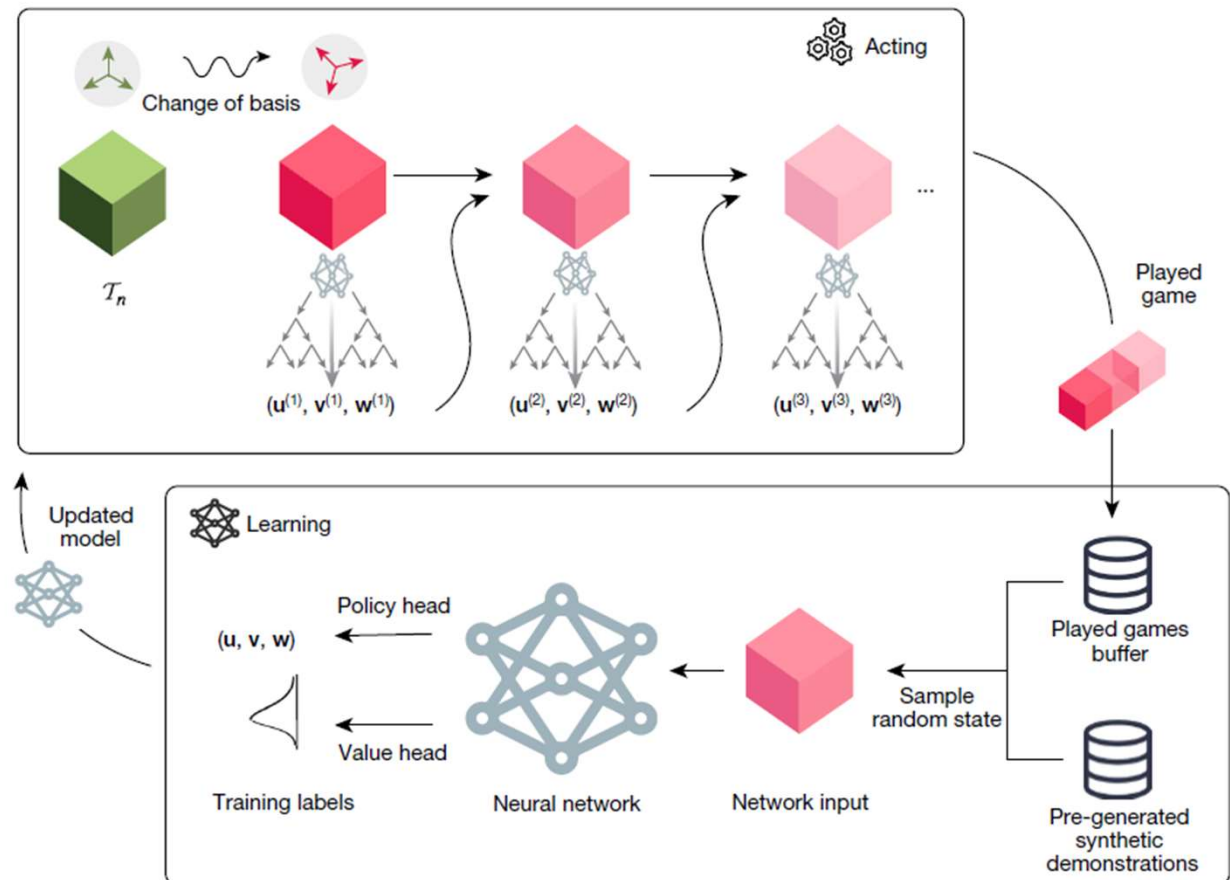 Acting
Change of basis
𝒯n
...
(u(1), v(1), w(1))
(u(2), v(2), w(2))
(u(3), v(3), w(3))
Played
game
Updated
model
Learning
Policy head
(u, v, w)
Value head
Training labels
Neural network
Network input
Sample
random state
Played games
buffer
Pre-generated
synthetic
demonstrations